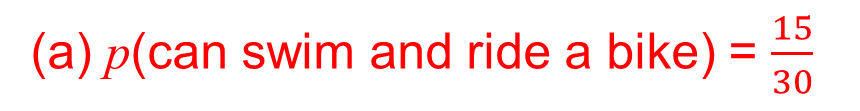 (a) p(can swim and ride a bike) = 15/30